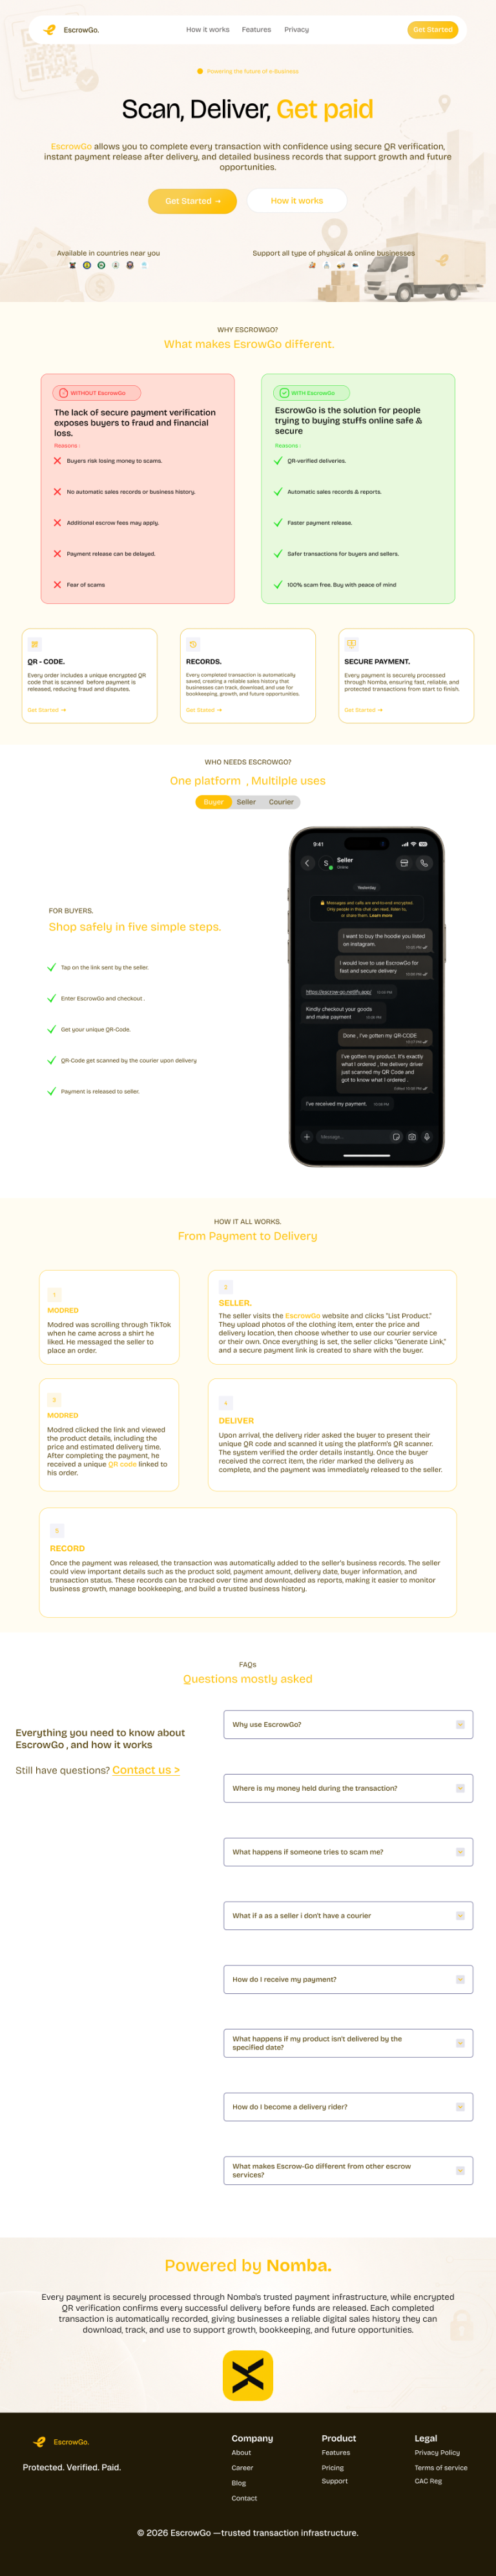 EscrowGo.
How it works
Features
Privacy
Get Started
Powering the future of e-Business
Scan, Deliver, Get paid
EscrowGo allows you to complete every transaction with confidence using secure QR verification,
instant payment release after delivery, and detailed business records that support growth and future
opportunities.
Get Started →
How it works
Available in countries near you
Support all type of physical & online businesses
WHY ESCROWGO?
What makes EsrowGo different.
WITHOUT EscrowGo
The lack of secure payment verification
exposes buyers to fraud and financial
loss.
Reasons :
Buyers risk losing money to scams.
No automatic sales records or business history.
Additional escrow fees may apply.
Payment release can be delayed.
Fear of scams
WITH EscrowGo
EscrowGo is the solution for people
trying to buying stuffs online safe &
secure
Reasons :
QR-verified deliveries.
Automatic sales records & reports.
Faster payment release.
Safer transactions for buyers and sellers.
100% scam free. Buy with peace of mind
QR - CODE.
Every order includes a unique encrypted QR
code that is scanned before payment is
released, reducing fraud and disputes.
Get Started →
RECORDS.
Every completed transaction is automatically
saved, creating a reliable sales history that
businesses can track, download, and use for
bookkeeping, growth, and future opportunities.
Get Stated →
SECURE PAYMENT.
Every payment is securely processed
through Nomba, ensuring fast, reliable, and
protected transactions from start to finish.
Get Started →
WHO NEEDS ESCROWGO?
One platform , Multilple uses
Buyer
Seller
Courier
FOR BUYERS.
Shop safely in five simple steps.
Tap on the link sent by the seller.
Enter EscrowGo and checkout .
Get your unique QR-Code.
QR-Code get scanned by the courier upon delivery
Payment is released to seller.
9:41
S
Seller
Online
Yesterday
Messages and calls are end-to-end encrypted.
Only people in this chat can read, listen to,
or share them. Learn more
I want to buy the hoodie you listed
on instagram.
I would love to use EscrowGo for
fast and secure delivery
https://escrow-go.netlify.app/
Kindly checkout your goods
and make payment
Done , I've gotten my QR-CODE
I've gotten my product. It's exactly
what I ordered , the delivery driver
just scanned my QR Code and
got to know what I ordered .
I've received my payment.
Message...
HOW IT ALL WORKS.
From Payment to Delivery
1
MODRED
Modred was scrolling through TikTok
when he came across a shirt he
liked. He messaged the seller to
place an order.
2
SELLER.
The seller visits the EscrowGo website and clicks "List Product."
They upload photos of the clothing item, enter the price and
delivery location, then choose whether to use our courier service
or their own. Once everything is set, the seller clicks "Generate Link,"
and a secure payment link is created to share with the buyer.
3
MODRED
Modred clicked the link and viewed
the product details, including the
price and estimated delivery time.
After completing the payment, he
received a unique QR code linked to
his order.
4
DELIVER
Upon arrival, the delivery rider asked the buyer to present their
unique QR code and scanned it using the platform's QR scanner.
The system verified the order details instantly. Once the buyer
received the correct item, the rider marked the delivery as
complete, and the payment was immediately released to the seller.
5
RECORD
Once the payment was released, the transaction was automatically added to the seller's business records. The seller
could view important details such as the product sold, payment amount, delivery date, buyer information, and
transaction status. These records can be tracked over time and downloaded as reports, making it easier to monitor
business growth, manage bookkeeping, and build a trusted business history.
FAQs
Questions mostly asked
Everything you need to know about
EscrowGo , and how it works
Still have questions? Contact us >
Why use EscrowGo?
Where is my money held during the transaction?
What happens if someone tries to scam me?
What if a as a seller i don't have a courier
How do I receive my payment?
What happens if my product isn't delivered by the
specified date?
How do I become a delivery rider?
What makes Escrow-Go different from other escrow
services?
Powered by Nomba.
Every payment is securely processed through Nomba's trusted payment infrastructure, while encrypted
QR verification confirms every successful delivery before funds are released. Each completed
transaction is automatically recorded, giving businesses a reliable digital sales history they can
download, track, and use to support growth, bookkeeping, and future opportunities.
EscrowGo.
Protected. Verified. Paid.
Company
About
Career
Blog
Contact
Product
Features
Pricing
Support
Legal
Privacy Policy
Terms of service
CAC Reg
© 2026 EscrowGo —trusted transaction infrastructure.